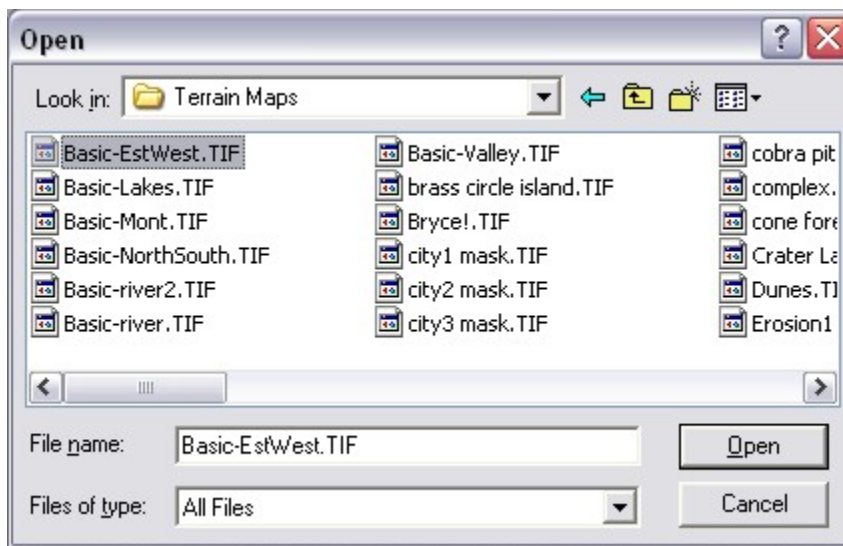 Open
Look in: Terrain Maps
Basic-EstWest.TIF
Basic-Lakes.TIF
Basic-Mont.TIF
Basic-NorthSouth.TIF
Basic-river2.TIF
Basic-river.TIF
Basic-Valley.TIF
brass circle island.TIF
Bryce!.TIF
city1 mask.TIF
city2 mask.TIF
city3 mask.TIF
cobra pit
complex.
cone fore
Crater La
Dunes.TI
Erosion1
File name: Basic-EstWest.TIF
Open
Files of type: All Files
Cancel